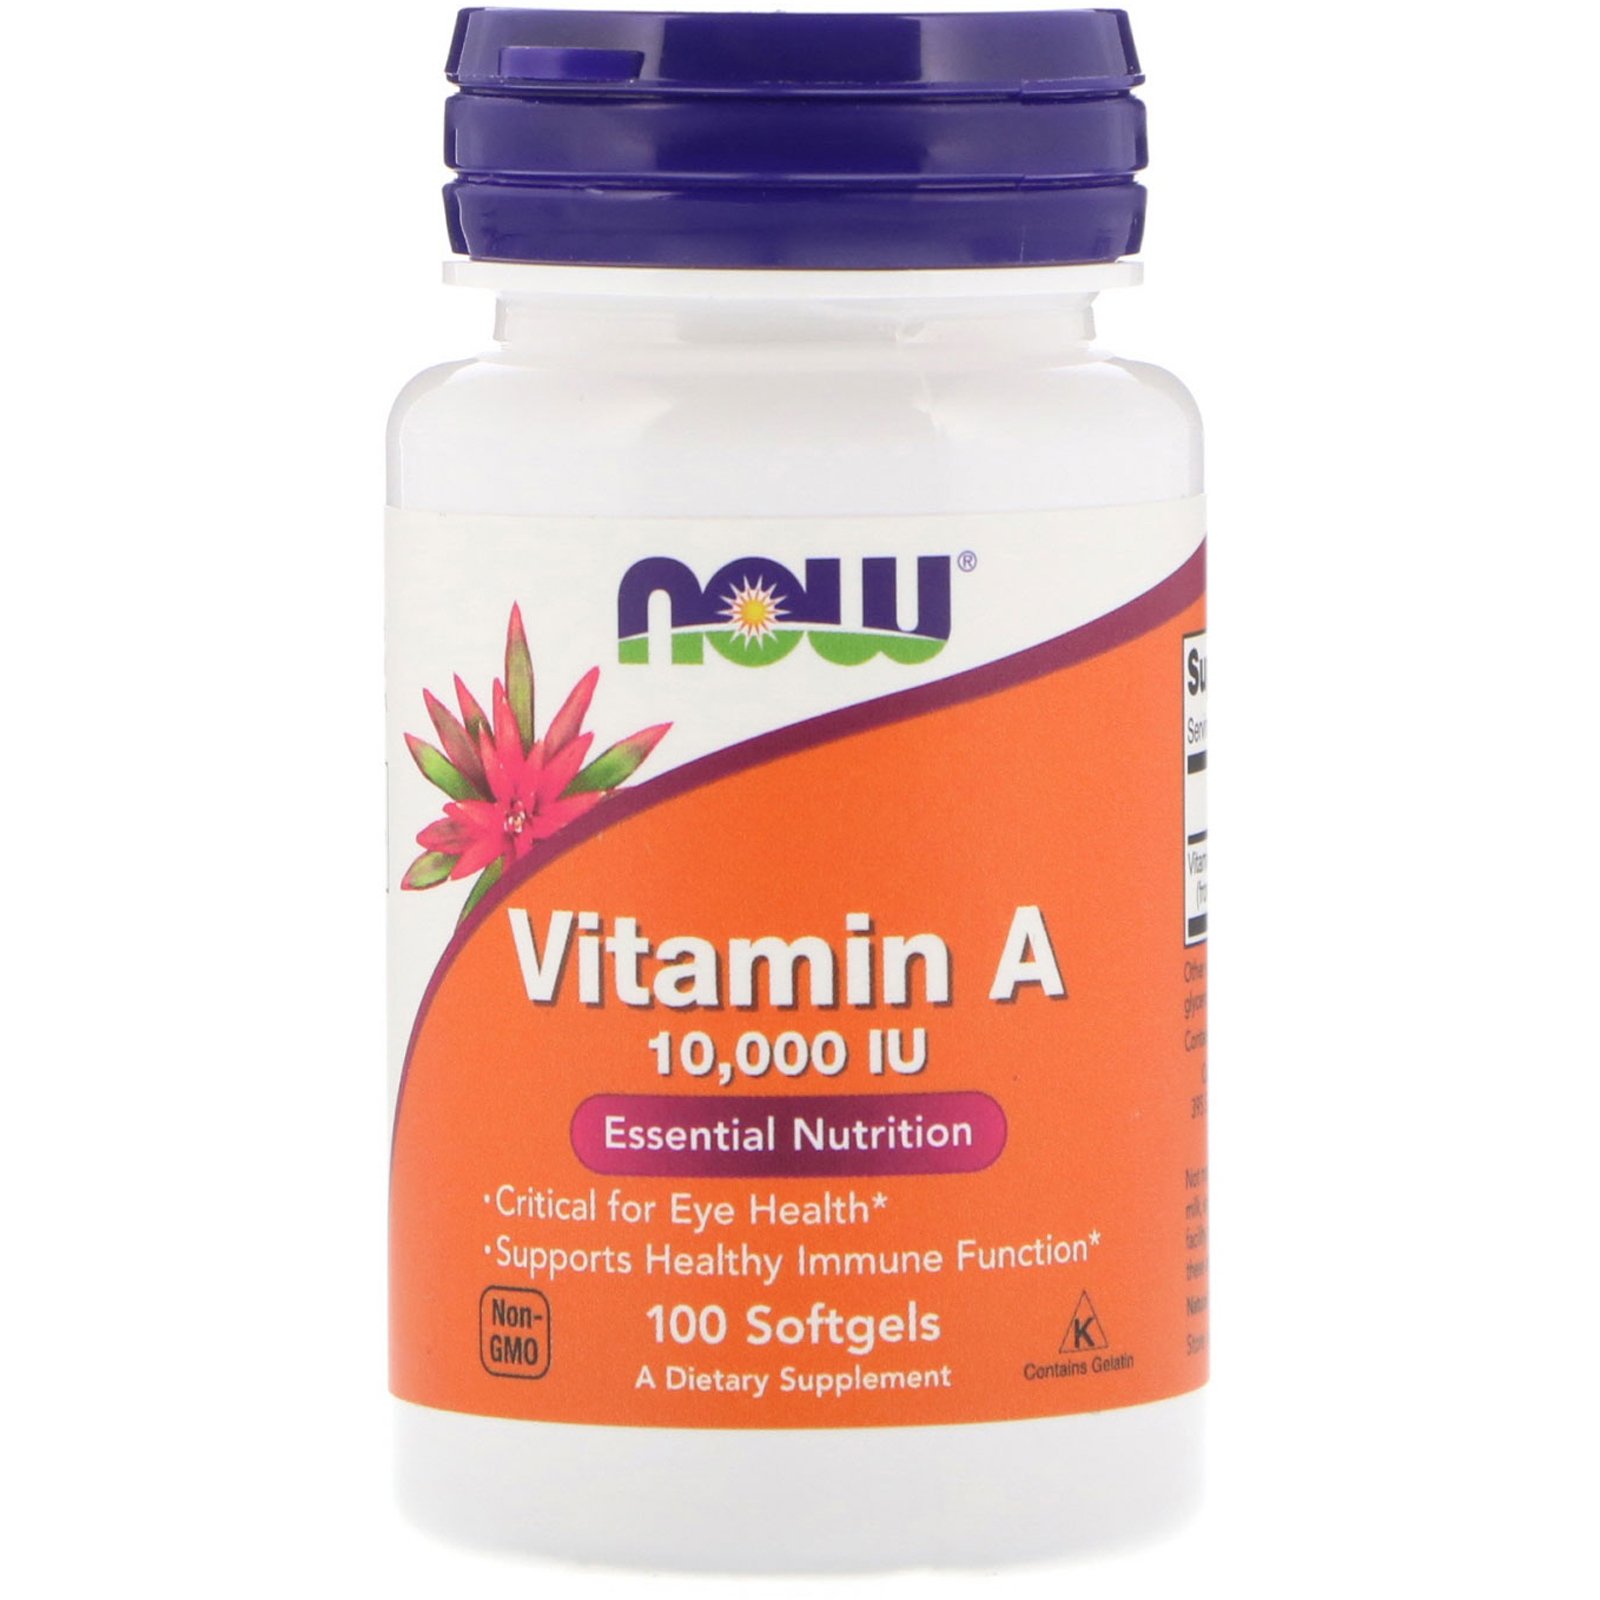 NOW®
Vitamin A
10,000 IU
Essential Nutrition
•Critical for Eye Health*
•Supports Healthy Immune Function*
Non-
GMO
100 Softgels
A Dietary Supplement
K
Contains Gelatin